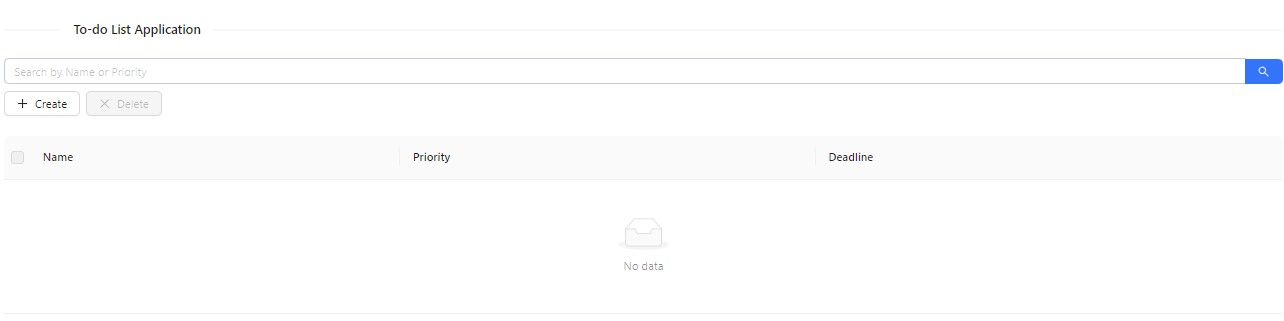 To-do List Application
Search by Name or Priority
Create Delete
Name Priority Deadline
No data